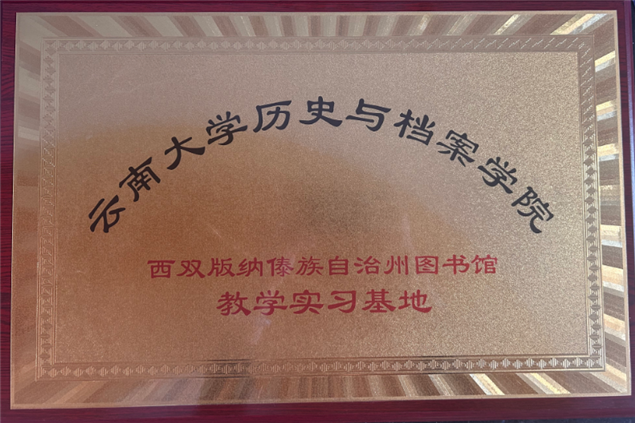 云南大学历史与档案学院
西双版纳傣族自治州图书馆
教学实习基地